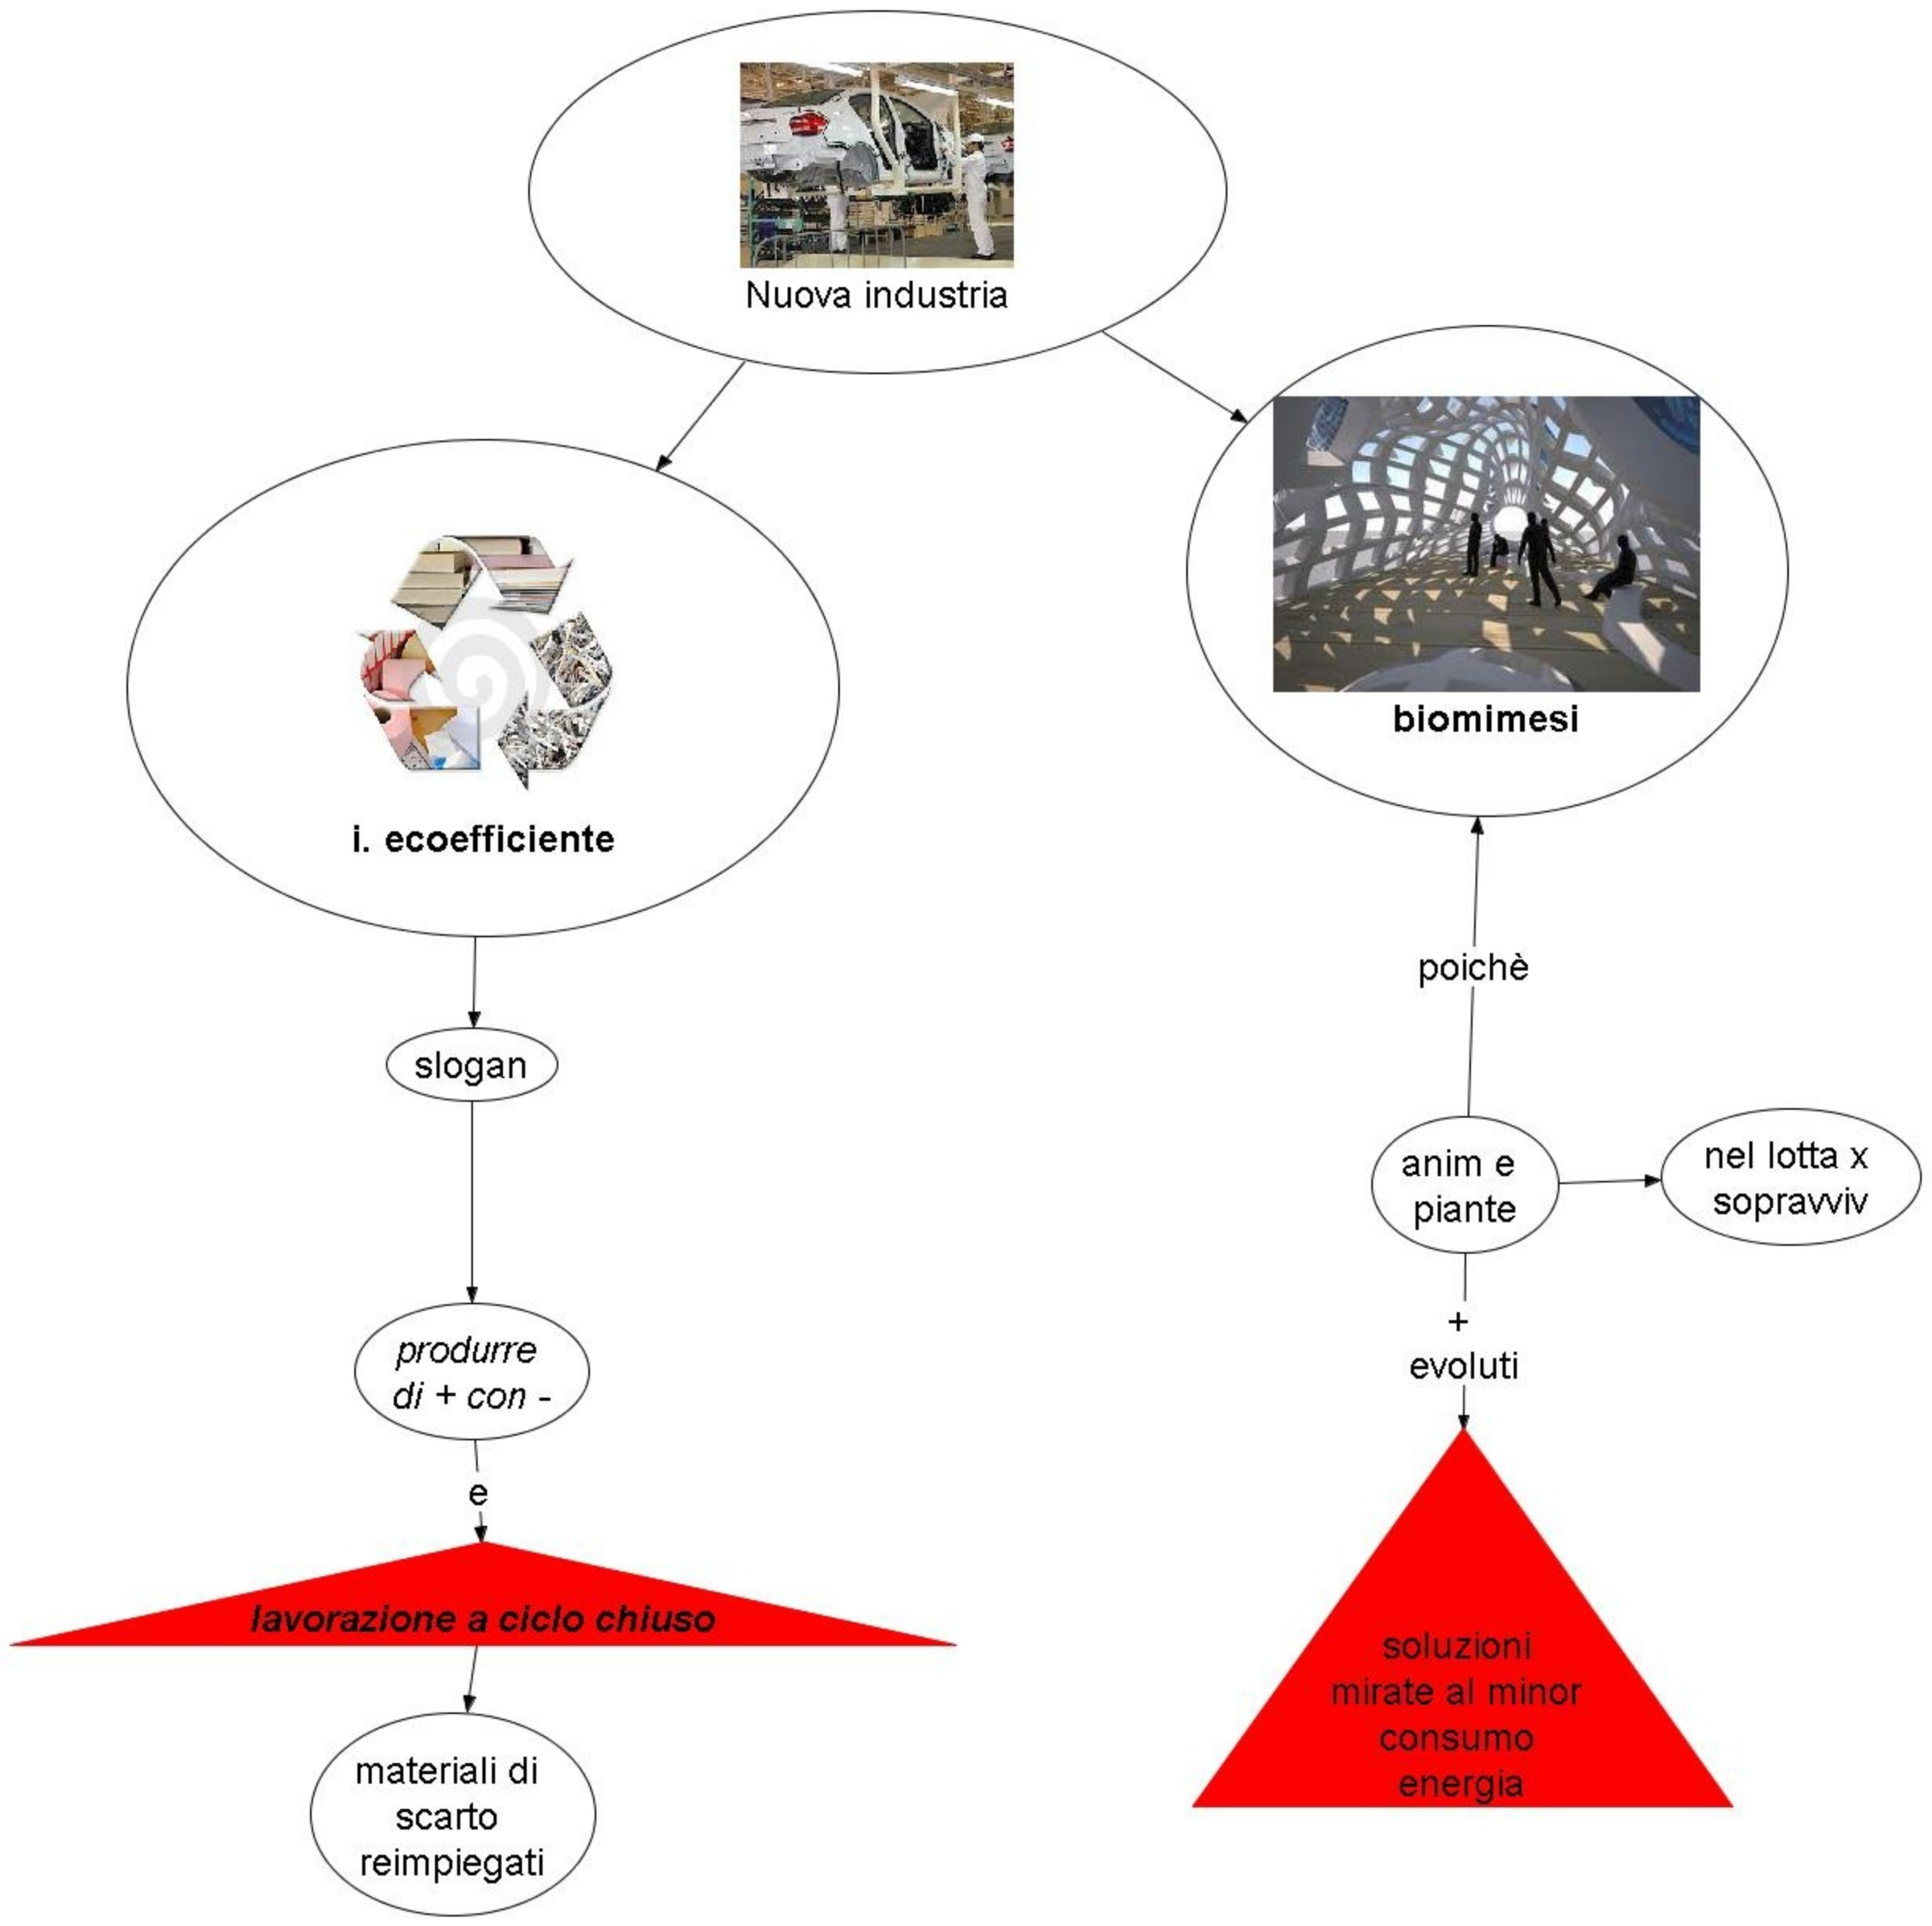 Nuova industria
biomimesi
i. ecoefficiente
poichè
slogan
anim e
piante
nel lotta x
sopravviv
+
evoluti
produrre
di + con -
e
lavorazione a ciclo chiuso
soluzioni
mirate al minor
consumo
energia
materiali di
scarto
reimpiegati